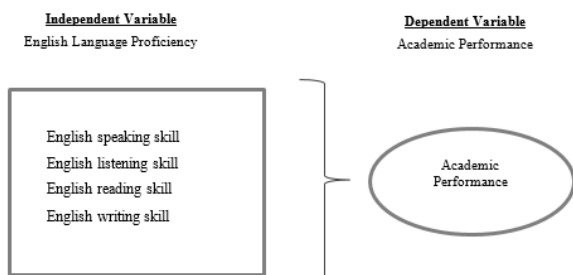 Independent Variable
English Language Proficiency
Dependent Variable
Academic Performance
English speaking skill
English listening skill
English reading skill
English writing skill
Academic
Performance